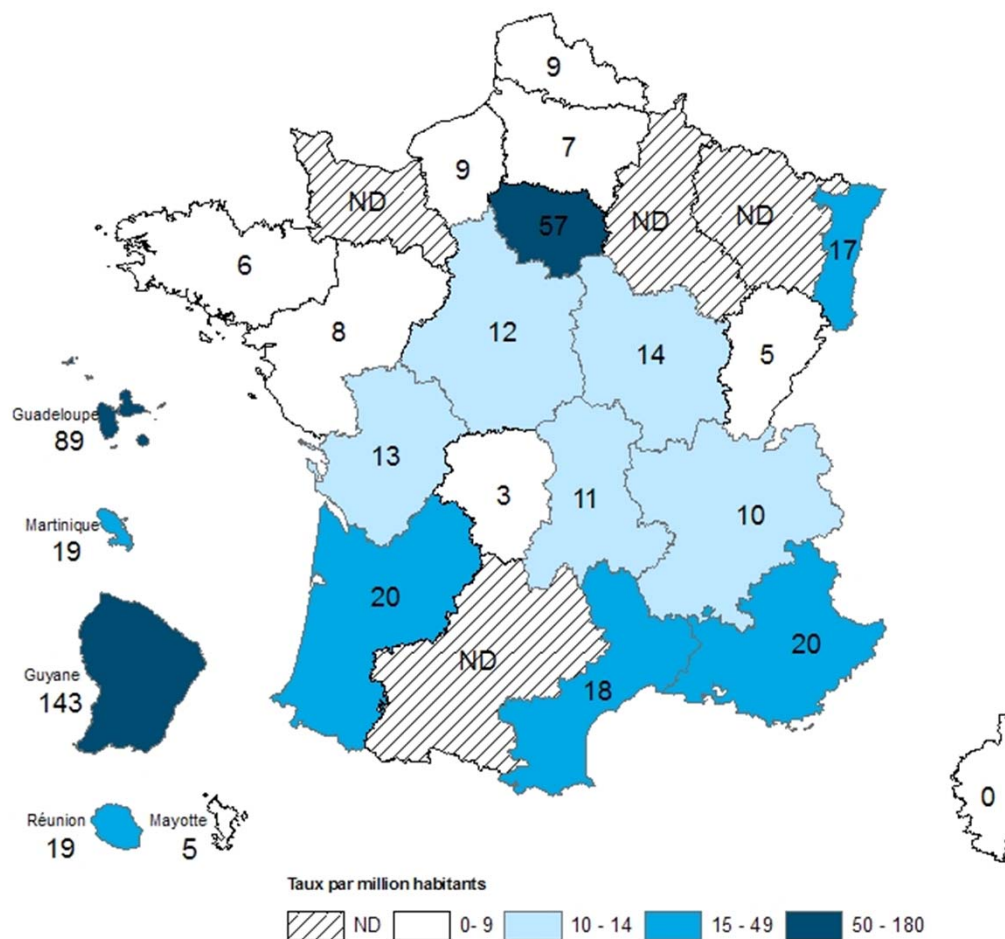 9
7
9
ND
57
ND
ND
17
6
8
12
14
5
Guadeloupe
89
13
3
11
10
Martinique
19
20
20
ND
18
Guyane
143
0
Réunion
19
Mayotte
5
Taux par million habitants
ND 0- 9 10 - 14 15 - 49 50 - 180